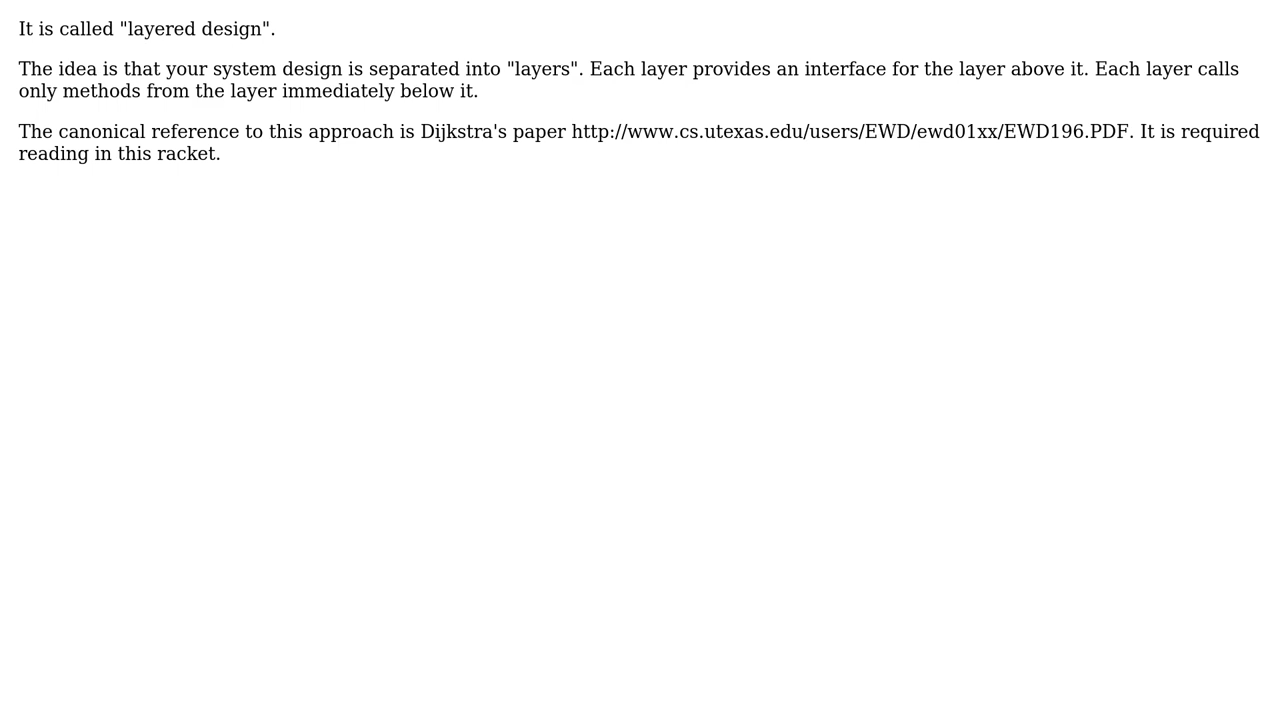 It is called "layered design".
The idea is that your system design is separated into "layers". Each layer provides an interface for the layer above it. Each layer calls
only methods from the layer immediately below it.
The canonical reference to this approach is Dijkstra's paper http://www.cs.utexas.edu/users/EWD/ewd01xx/EWD196.PDF. It is required
reading in this racket.